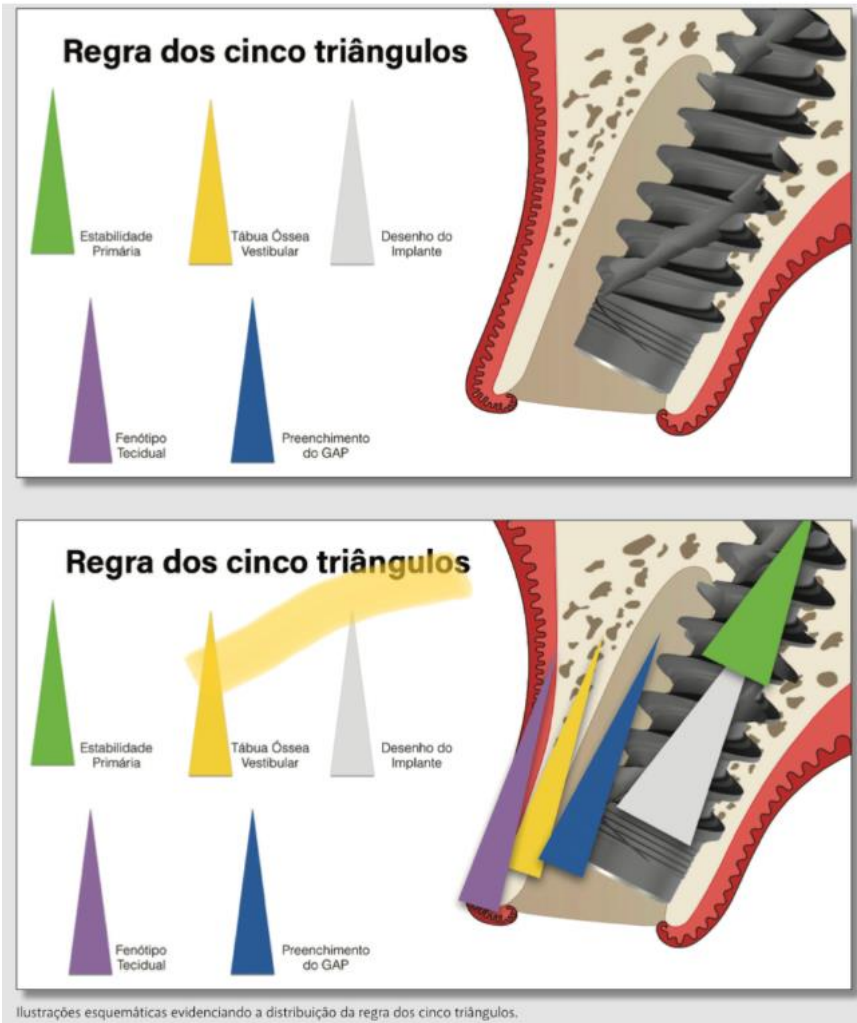 Regra dos cinco triângulos
Estabilidade
Primária
Tábua Óssea
Vestibular
Desenho do
Implante
Fenótipo
Tecidual
Preenchimento
do GAP
Regra dos cinco triângulos
Estabilidade
Primária
Tábua Óssea
Vestibular
Desenho do
Implante
Fenótipo
Tecidual
Preenchimento
do GAP
Ilustrações esquemáticas evidenciando a distribuição da regra dos cinco triângulos.